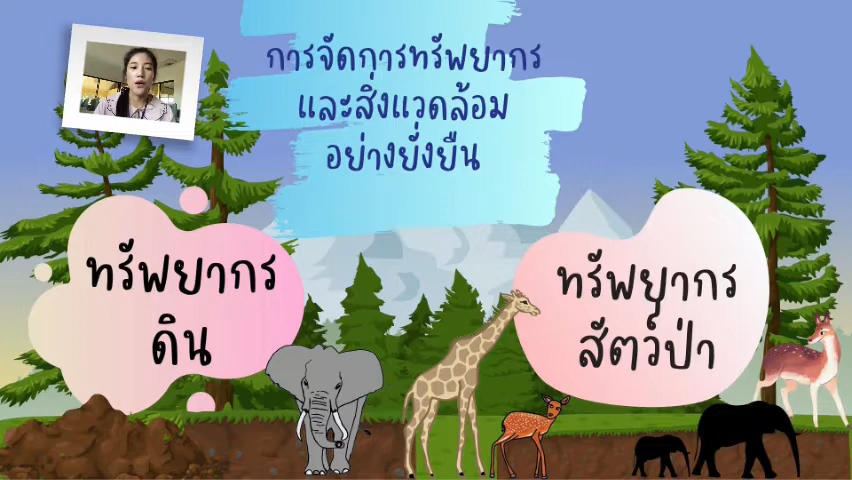 การจัดการทรัพยากร
และสิ่งแวดล้อม
อย่างยั่งยืน
ทรัพยากร
ดิน
ทรัพยากร
สัตว์ป่า